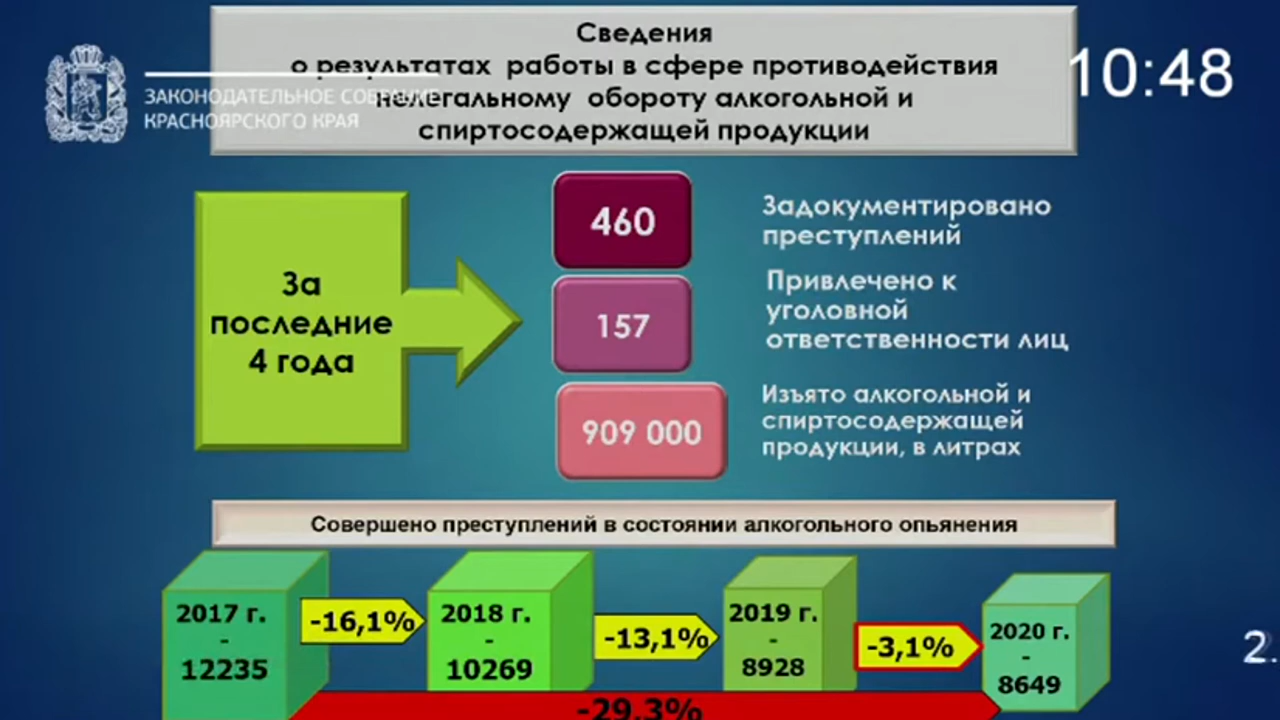 Сведения
о результатах работы в сфере противодействия
нелегальному обороту алкогольной и
спиртосодержащей продукции
ЗАКОНОДАТЕЛЬНОЕ СОБРАНИЕ
КРАСНОЯРСКОГО КРАЯ
10:48
За
последние
4 года
460
Задокументировано
преступлений
157
Привлечено к
уголовной
ответственности лиц
909 000
Изъято алкогольной и
спиртосодержащей
продукции, в литрах
Совершено преступлений в состоянии алкогольного опьянения
2017 г.
-
12235
-16,1%
2018 г.
-
10269
-13,1%
2019 г.
-
8928
-3,1%
2020 г.
-
8649
-29,3%
2.